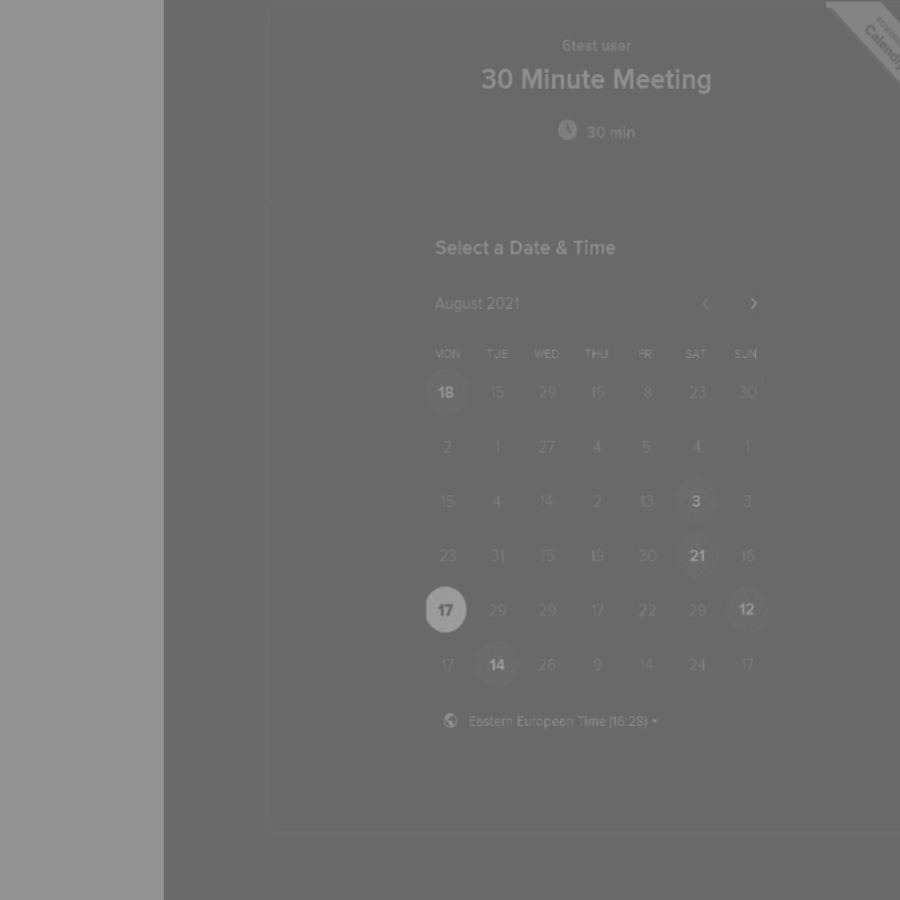 POWERED
Calendly
6test user
30 Minute Meeting
30 min
Select a Date & Time
August 2021
MON TUE WED THU FRI SAT SUN
18 15 29 16 8 23 30
2 1 27 4 5 4 1
15 4 14 2 13 3 3
23 31 15 19 30 21 16
17 29 29 17 22 29 12
17 14 26 9 14 24 17
Eastern European Time (16:28)